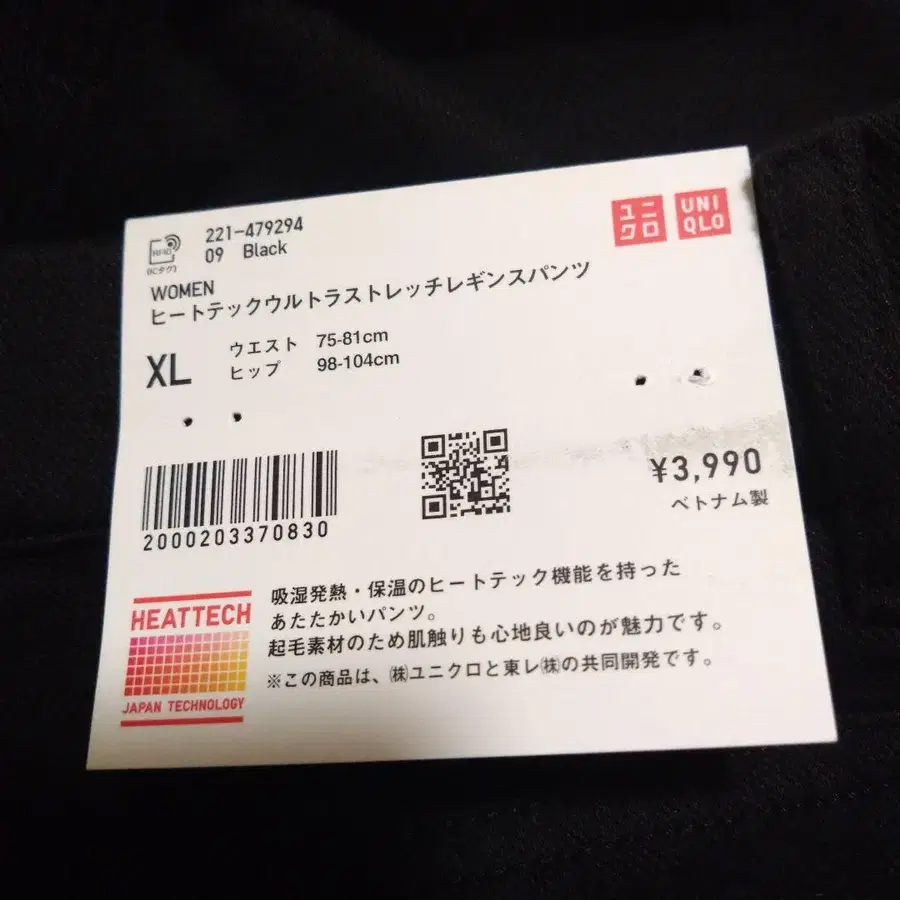 221-479294
09 Black
RFID
(ICタグ)
ユニ
クロ
UNI
QLO
WOMEN
ヒートテックウルトラストレッチレギンスパンツ
XL
ウエスト 75-81cm
ヒップ 98-104cm
2000203370830
¥3,990
ベトナム製
HEATTECH
JAPAN TECHNOLOGY
吸湿発熱・保温のヒートテック機能を持った
あたたかいパンツ。
起毛素材のため肌触りも心地良いのが魅力です。
※この商品は、㈱ユニクロと東レ㈱の共同開発です。